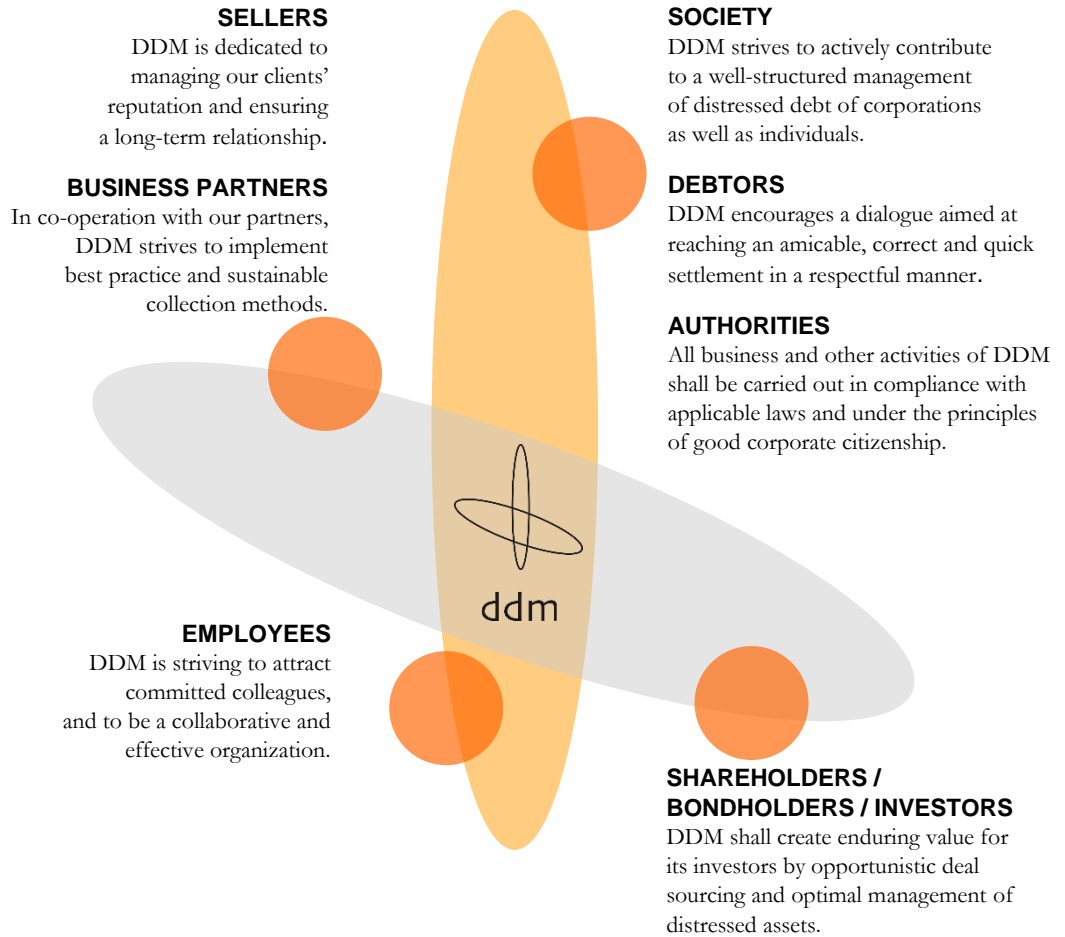 SELLERS
DDM is dedicated to
managing our clients’
reputation and ensuring
a long-term relationship.
BUSINESS PARTNERS
In co-operation with our partners,
DDM strives to implement
best practice and sustainable
collection methods.
SOCIETY
DDM strives to actively contribute
to a well-structured management
of distressed debt of corporations
as well as individuals.
DEBTORS
DDM encourages a dialogue aimed at
reaching an amicable, correct and quick
settlement in a respectful manner.
AUTHORITIES
All business and other activities of DDM
shall be carried out in compliance with
applicable laws and under the principles
of good corporate citizenship.
ddm
EMPLOYEES
DDM is striving to attract
committed colleagues,
and to be a collaborative and
effective organization.
SHAREHOLDERS /
BONDHOLDERS / INVESTORS
DDM shall create enduring value for
its investors by opportunistic deal
sourcing and optimal management of
distressed assets.